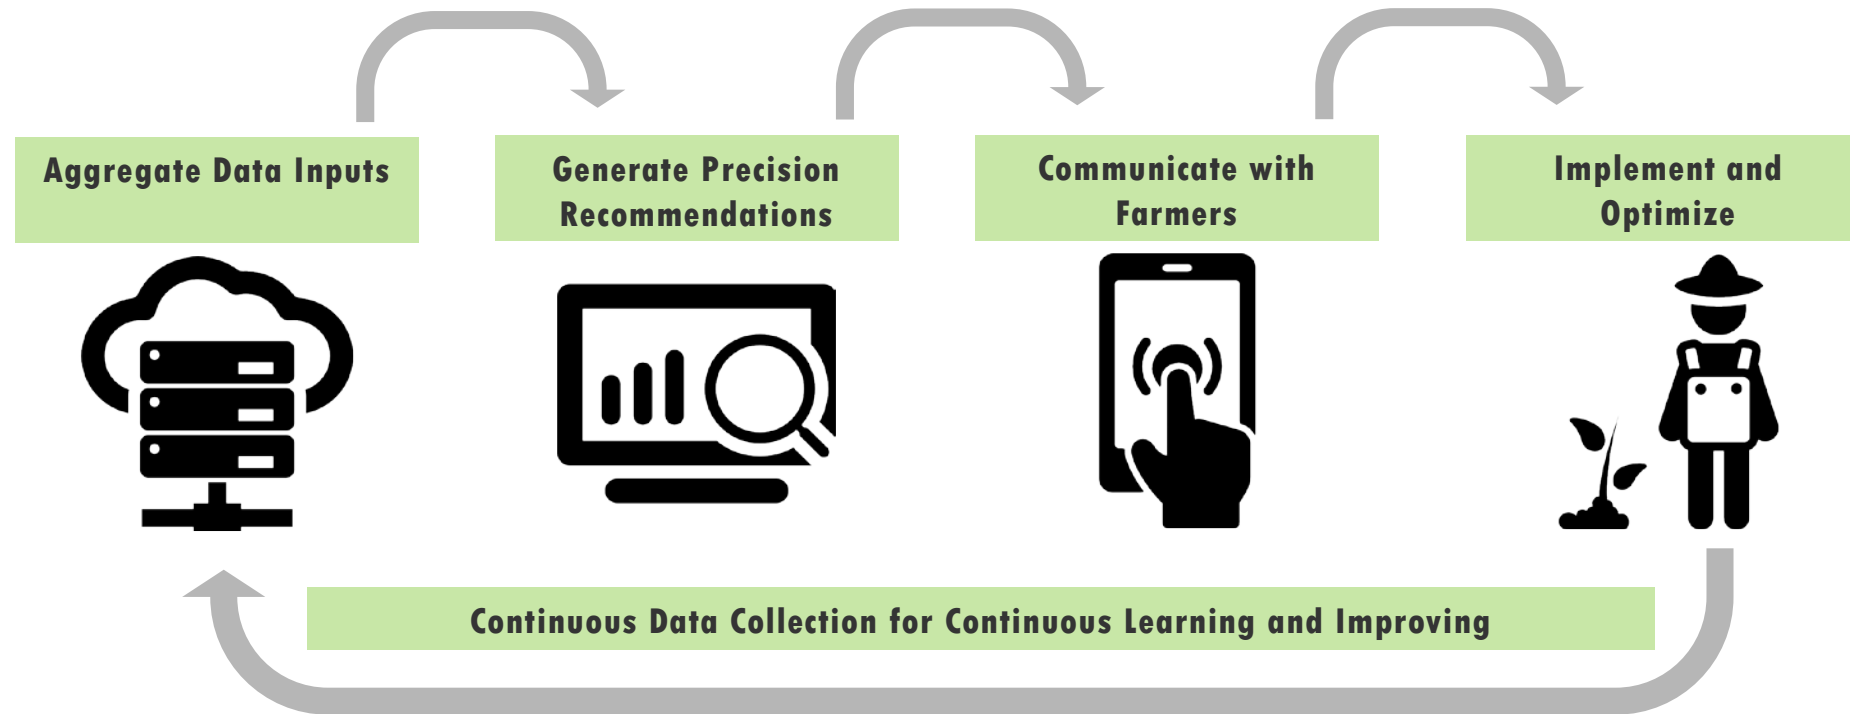 Aggregate Data Inputs
Generate Precision
Recommendations
Communicate with
Farmers
Implement and
Optimize
Continuous Data Collection for Continuous Learning and Improving